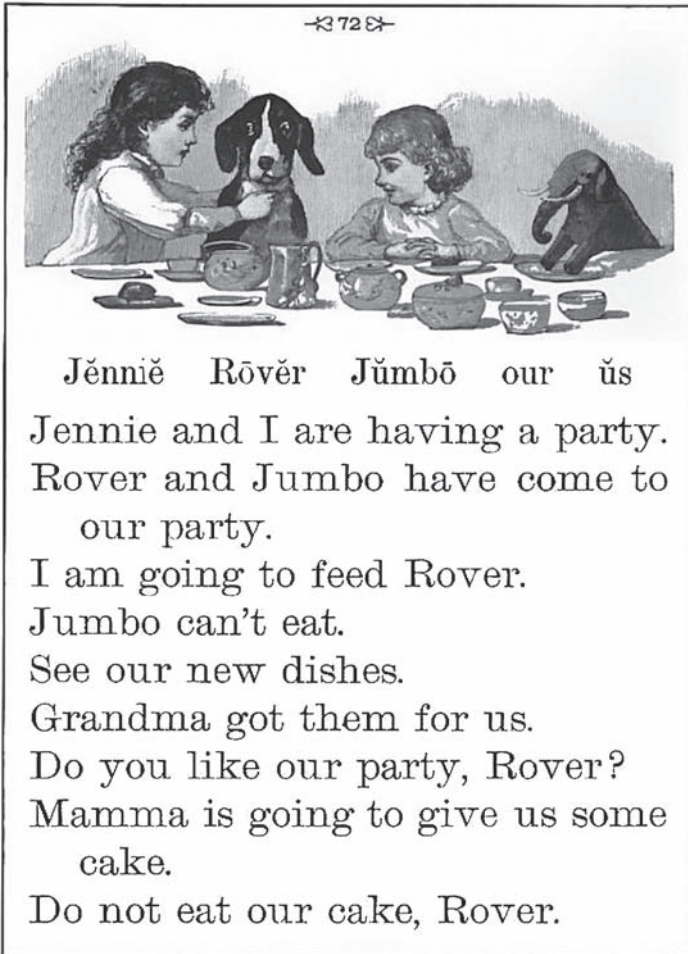 72
Jĕnniĕ Rōvĕr Jŭmbō our ŭs
Jennie and I are having a party.
Rover and Jumbo have come to
our party.
I am going to feed Rover.
Jumbo can't eat.
See our new dishes.
Grandma got them for us.
Do you like our party, Rover?
Mamma is going to give us some
cake.
Do not eat our cake, Rover.